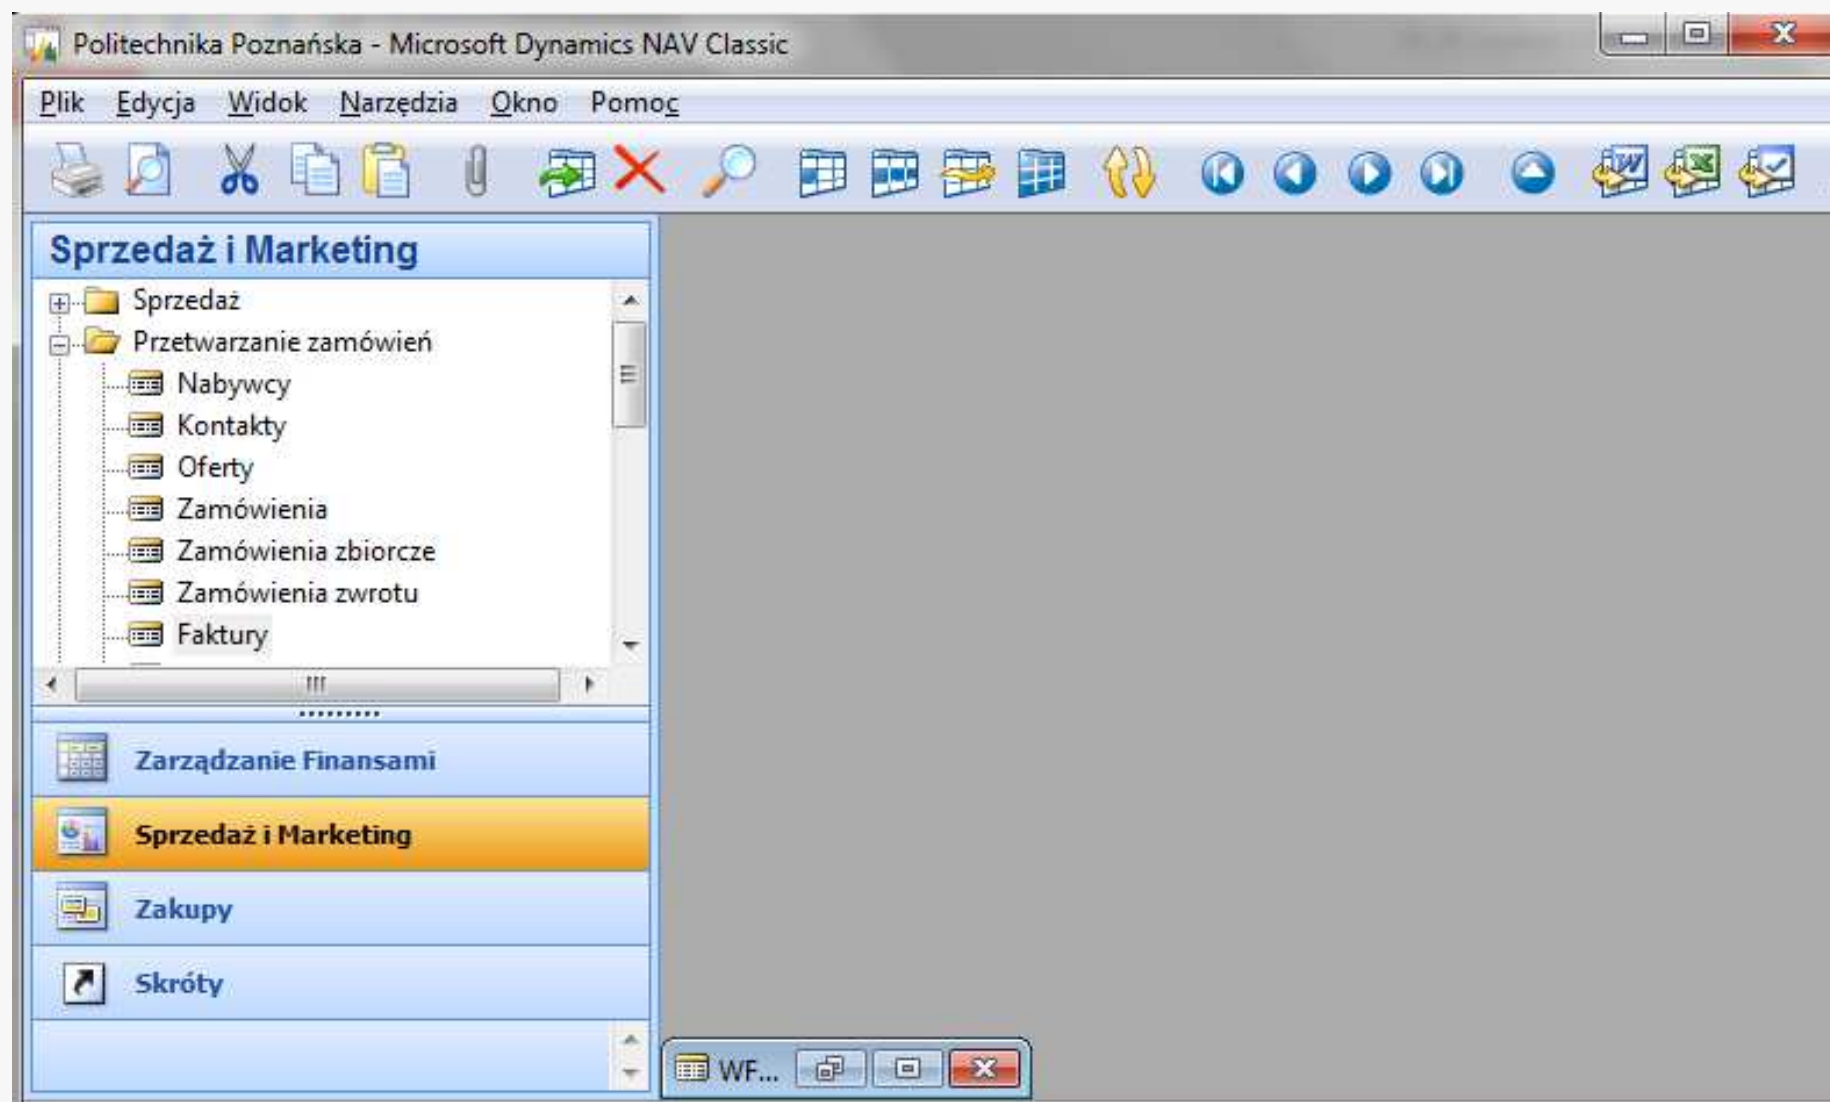 Politechnika Poznańska - Microsoft Dynamics NAV Classic
Plik Edycja Widok Narzędzia Okno Pomoc
Sprzedaż i Marketing
Sprzedaż
Przetwarzanie zamówień
Nabywcy
Kontakty
Oferty
Zamówienia
Zamówienia zbiorcze
Zamówienia zwrotu
Faktury
Zarządzanie Finansami
Sprzedaż i Marketing
Zakupy
Skróty
WF...